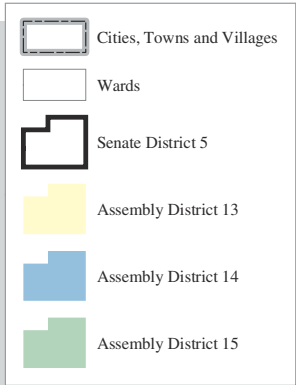 Cities, Towns and Villages
Wards
Senate District 5
Assembly District 13
Assembly District 14
Assembly District 15